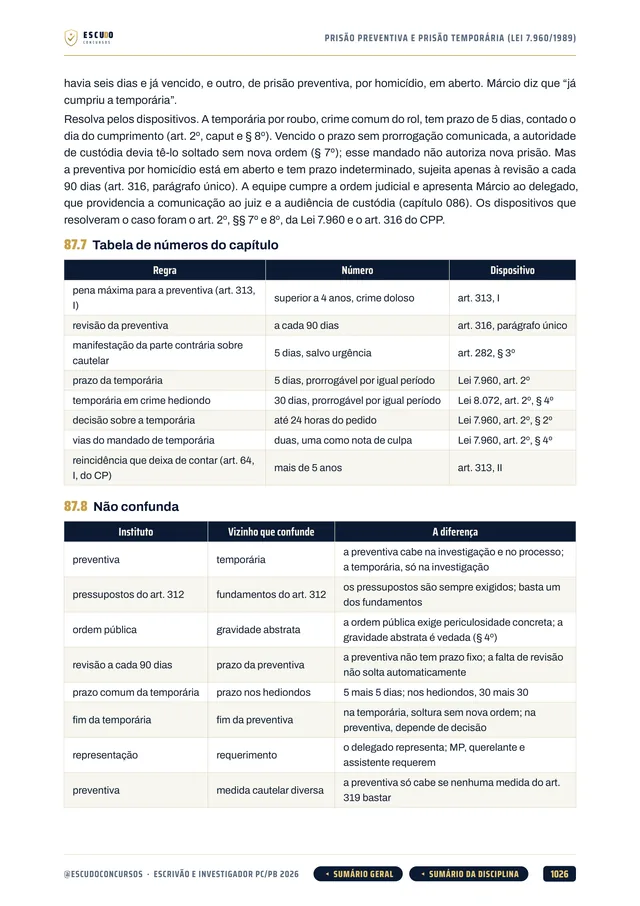 ESCUDO
CONCURSOS
PRISÃO PREVENTIVA E PRISÃO TEMPORÁRIA (LEI 7.960/1989)
havia seis dias e já vencido, e outro, de prisão preventiva, por homicídio, em aberto. Márcio diz que “já
cumpriu a temporária”.
Resolva pelos dispositivos. A temporária por roubo, crime comum do rol, tem prazo de 5 dias, contado o
dia do cumprimento (art. 2º, caput e § 8º). Vencido o prazo sem prorrogação comunicada, a autoridade
de custódia devia tê-lo soltado sem nova ordem (§ 7º); esse mandado não autoriza nova prisão. Mas
a preventiva por homicídio está em aberto e tem prazo indeterminado, sujeita apenas à revisão a cada
90 dias (art. 316, parágrafo único). A equipe cumpre a ordem judicial e apresenta Márcio ao delegado,
que providencia a comunicação ao juiz e a audiência de custódia (capítulo 086). Os dispositivos que
resolveram o caso foram o art. 2º, §§ 7º e 8º, da Lei 7.960 e o art. 316 do CPP.
87.7 Tabela de números do capítulo
Regra Número Dispositivo
pena máxima para a preventiva (art. 313,
I) superior a 4 anos, crime doloso art. 313, I
revisão da preventiva a cada 90 dias art. 316, parágrafo único
manifestação da parte contrária sobre
cautelar 5 dias, salvo urgência art. 282, § 3º
prazo da temporária 5 dias, prorrogável por igual período Lei 7.960, art. 2º
temporária em crime hediondo 30 dias, prorrogável por igual período Lei 8.072, art. 2º, § 4º
decisão sobre a temporária até 24 horas do pedido Lei 7.960, art. 2º, § 2º
vias do mandado de temporária duas, uma como nota de culpa Lei 7.960, art. 2º, § 4º
reincidência que deixa de contar (art. 64,
I, do CP) mais de 5 anos art. 313, II
87.8 Não confunda
Instituto Vizinho que confunde A diferença
preventiva temporária a preventiva cabe na investigação e no processo;
a temporária, só na investigação
pressupostos do art. 312 fundamentos do art. 312 os pressupostos são sempre exigidos; basta um
dos fundamentos
ordem pública gravidade abstrata a ordem pública exige periculosidade concreta; a
gravidade abstrata é vedada (§ 4º)
revisão a cada 90 dias prazo da preventiva a preventiva não tem prazo fixo; a falta de revisão
não solta automaticamente
prazo comum da temporária prazo nos hediondos 5 mais 5 dias; nos hediondos, 30 mais 30
fim da temporária fim da preventiva na temporária, soltura sem nova ordem; na
preventiva, depende de decisão
representação requerimento o delegado representa; MP, querelante e
assistente requerem
preventiva medida cautelar diversa a preventiva só cabe se nenhuma medida do art.
319 bastar
@ESCUDOCONCURSOS · ESCRIVÃO E INVESTIGADOR PC/PB 2026 SUMÁRIO GERAL SUMÁRIO DA DISCIPLINA 1026